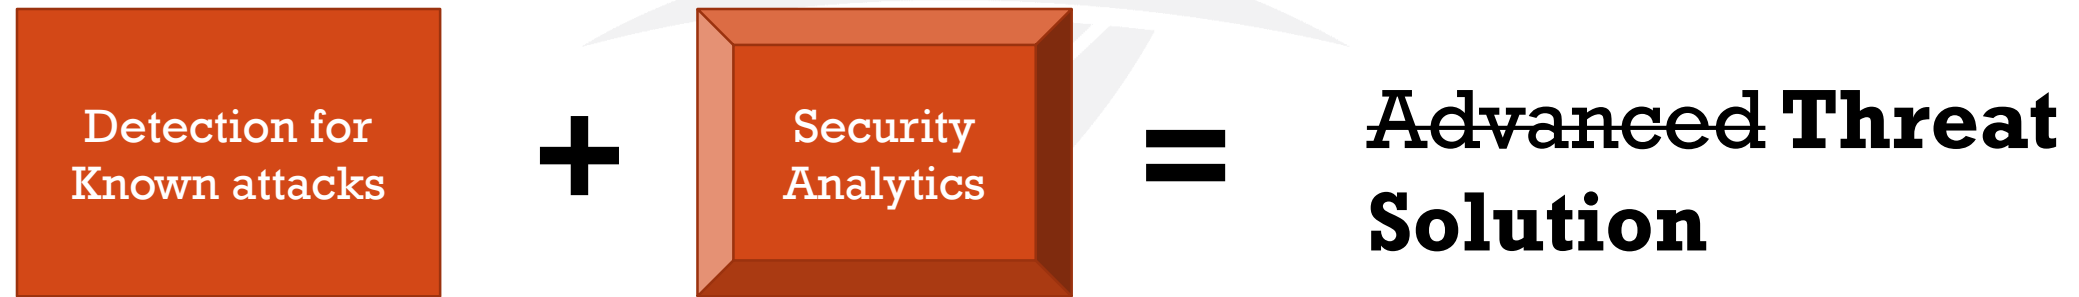 Detection for
Known attacks
+
Security
Analytics
=
Advanced Threat
Solution